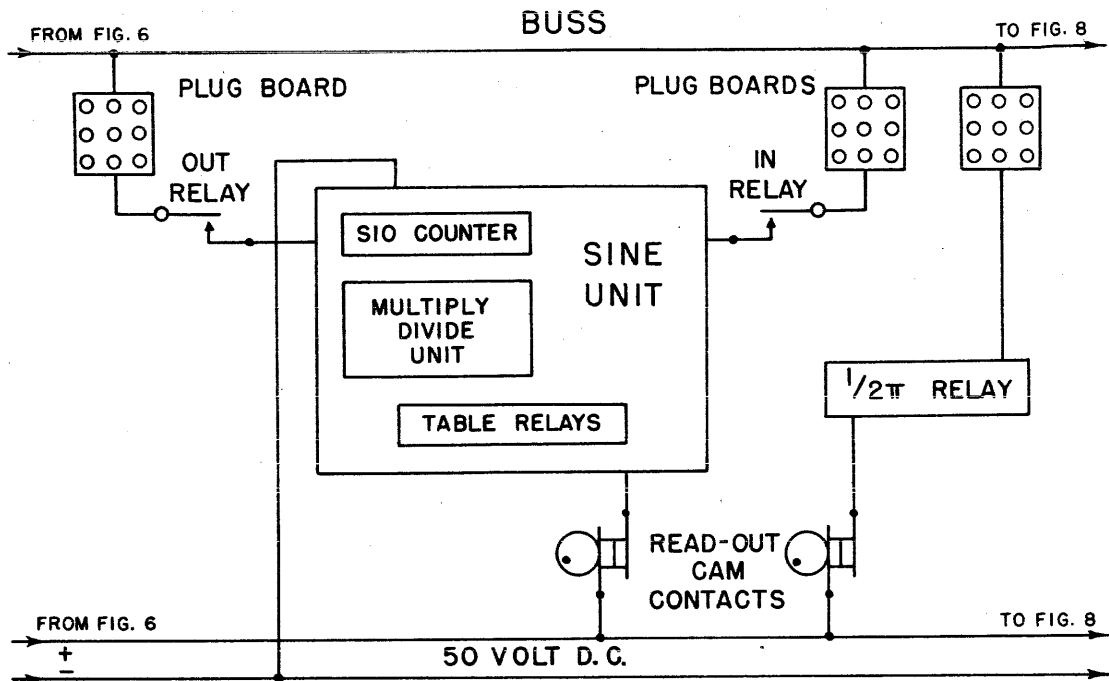 BUSS
FROM FIG. 6
TO FIG. 8
PLUG BOARD
PLUG BOARDS
OUT
RELAY
IN
RELAY
SIO COUNTER
SINE
UNIT
MULTIPLY
DIVIDE
UNIT
TABLE RELAYS
1/2π RELAY
READ-OUT
CAM
CONTACTS
FROM FIG. 6
TO FIG. 8
+
50 VOLT D.C.
-